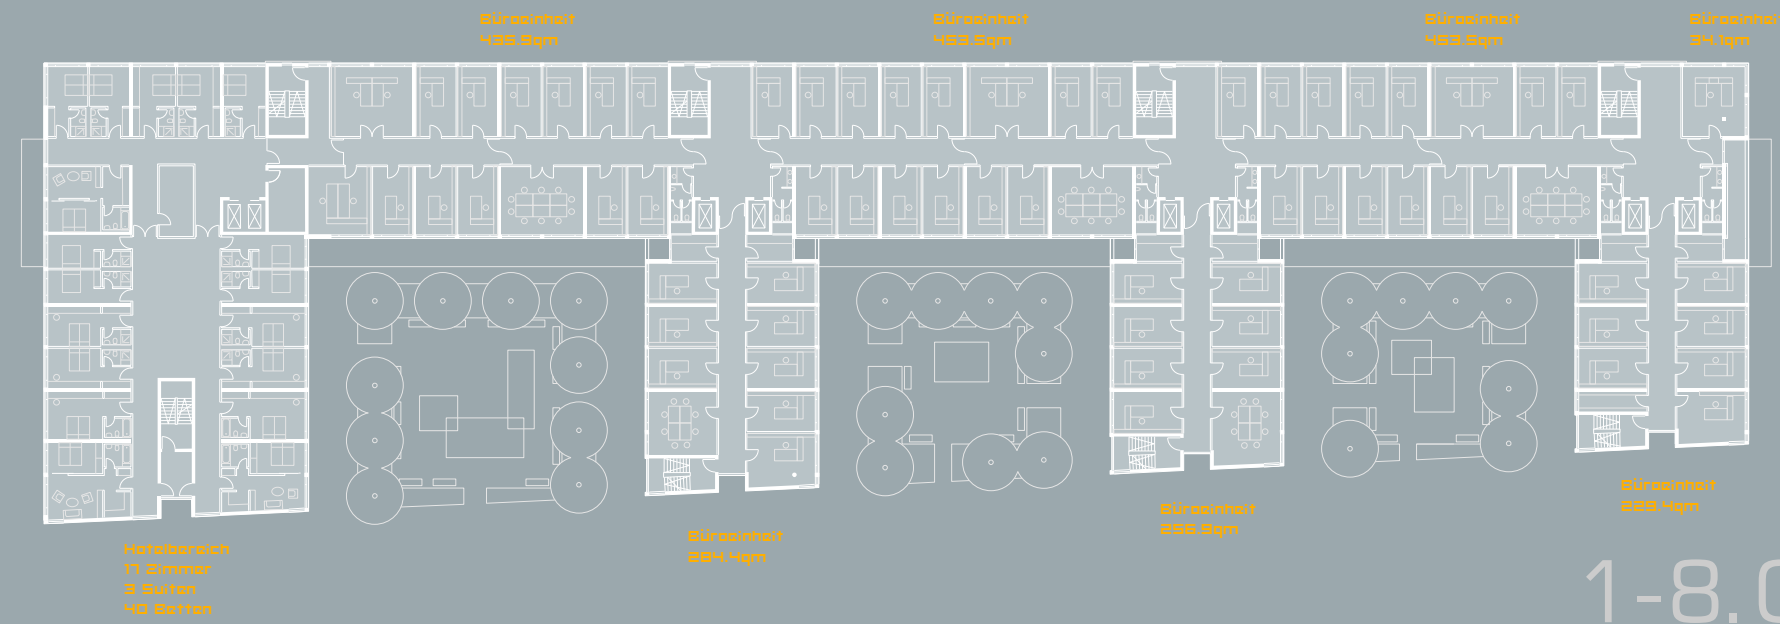 Büroeinheit
435.9qm
Büroeinheit
453.5qm
Büroeinheit
453.5qm
Büroeinheit
34.1qm
Büroeinheit
229.4qm
Büroeinheit
256.9qm
Büroeinheit
284.4qm
Hotelbereich
17 Zimmer
3 Suiten
40 Betten
1-8.